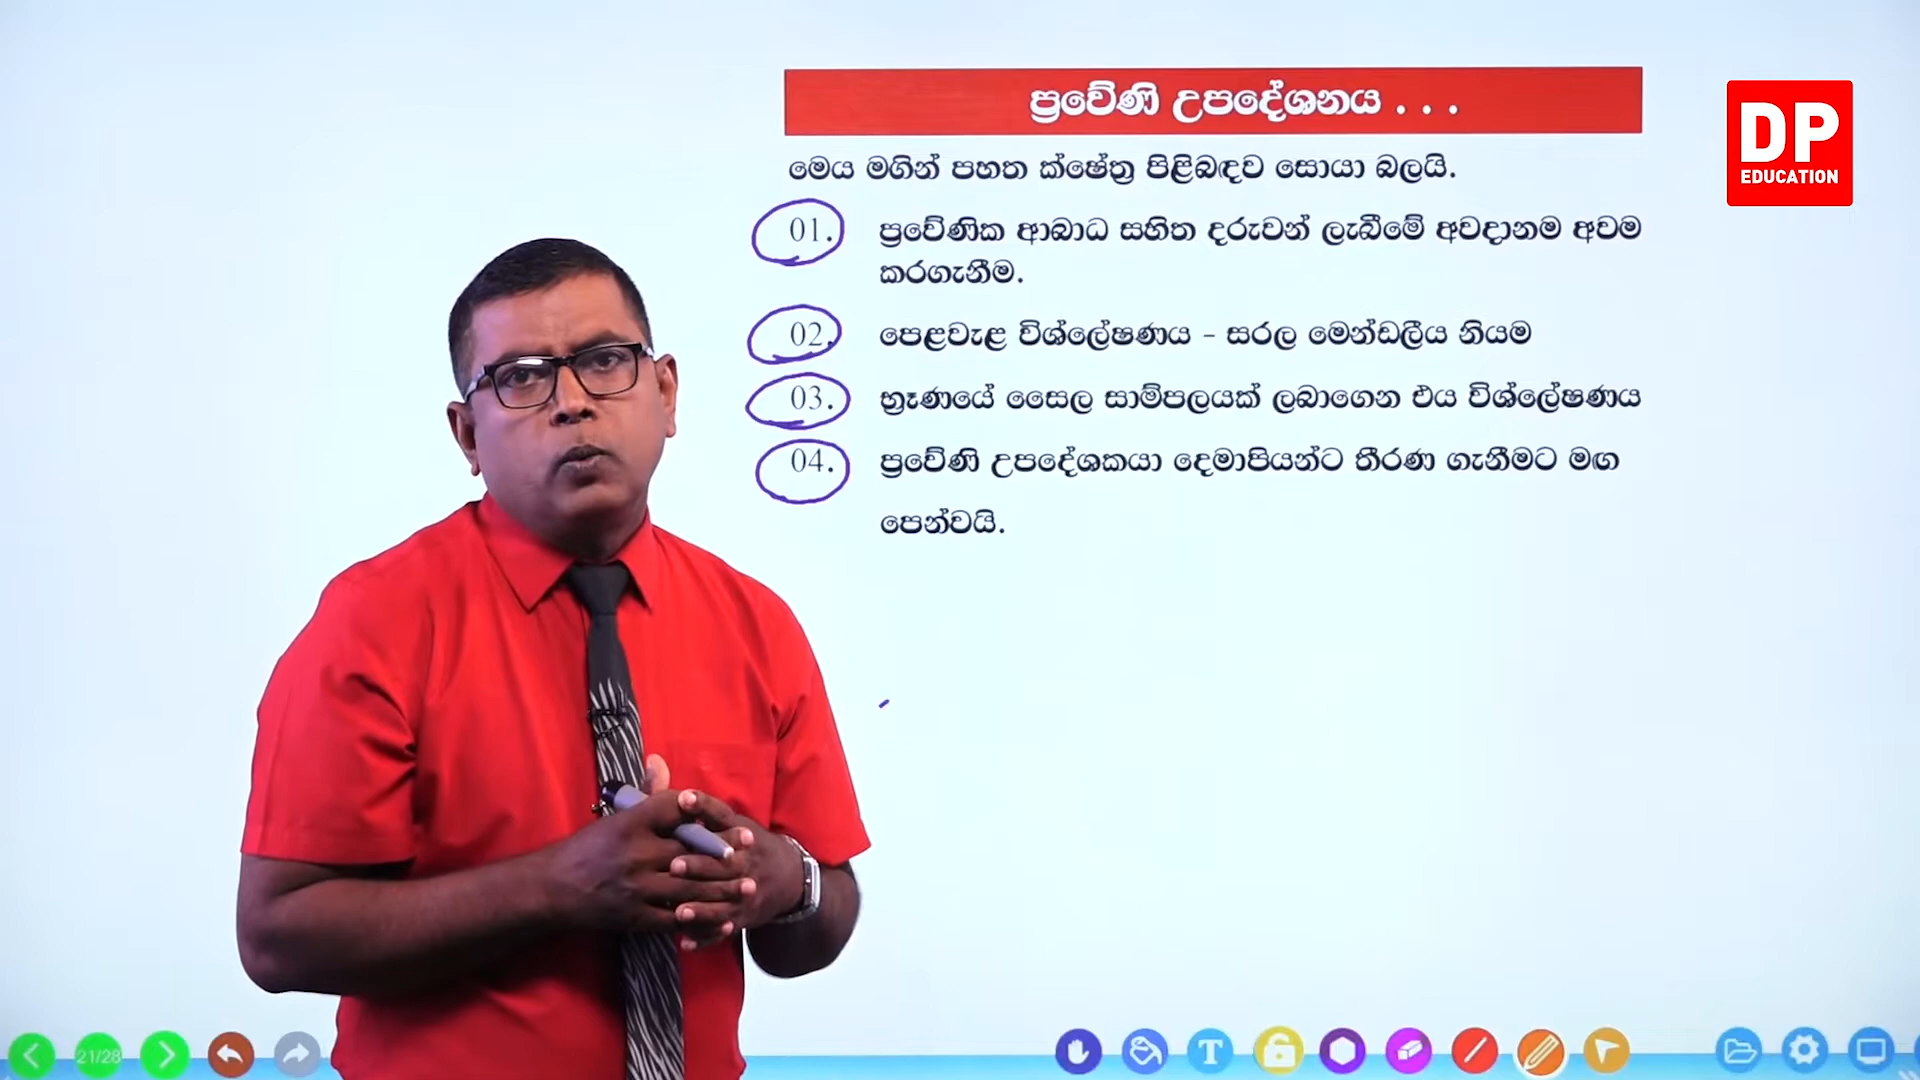 ප්‍රවේණි උපදේශනය . . .
DP
EDUCATION
මෙය මගින් පහත ක්ෂේත්‍ර පිළිබඳව සොයා බලයි.
01. ප්‍රවේණික ආබාධ සහිත දරුවන් ලැබීමේ අවදානම අවම
කරගැනීම.
02. පෙළවැළ විශ්ලේෂණය - සරල මෙන්ඩලීය නියම
03. භ්‍රෑණයේ සෛල සාම්පලයක් ලබාගෙන එය විශ්ලේෂණය
04. ප්‍රවේණි උපදේශකයා දෙමාපියන්ට තීරණ ගැනීමට මඟ
පෙන්වයි.
21/28
T